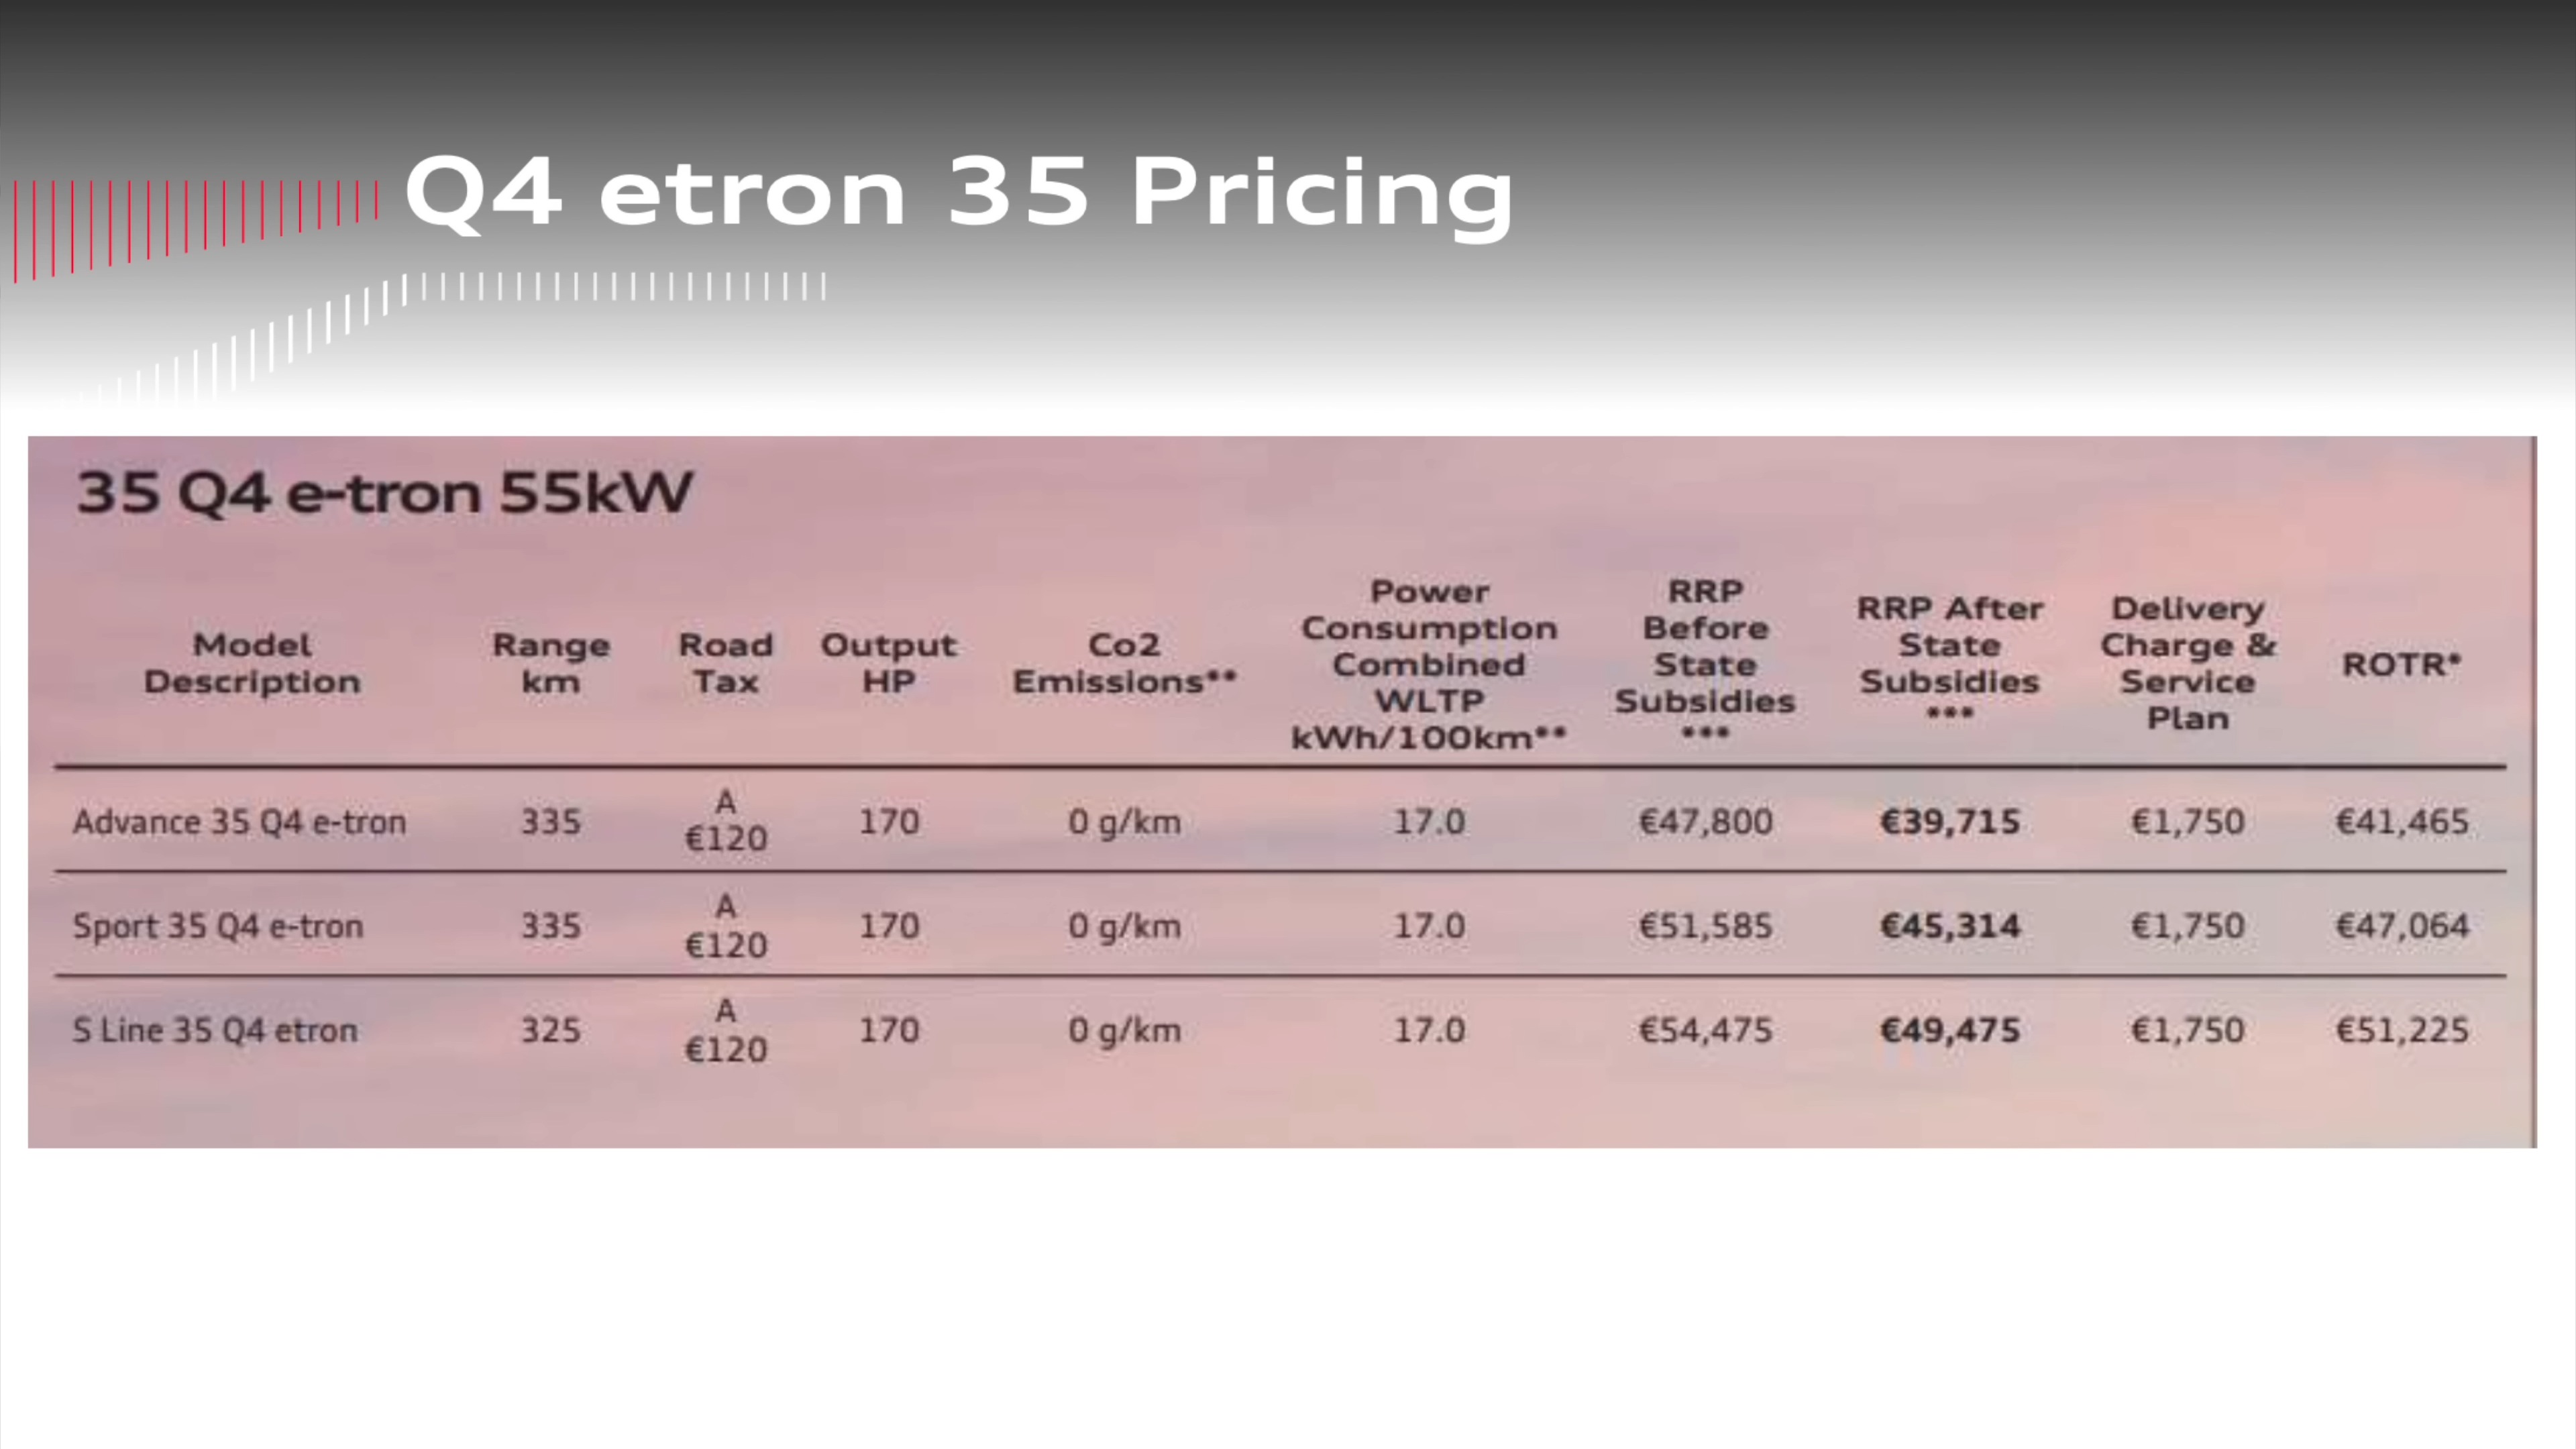 Q4 etron 35 Pricing
35 Q4 e-tron 55kW
Model Description Range km Road Tax Output HP Co2 Emissions** Power Consumption Combined WLTP kWh/100km** RRP Before State Subsidies *** RRP After State Subsidies *** Delivery Charge & Service Plan ROTR*
Advance 35 Q4 e-tron 335 A €120 170 0 g/km 17.0 €47,800 €39,715 €1,750 €41,465
Sport 35 Q4 e-tron 335 A €120 170 0 g/km 17.0 €51,585 €45,314 €1,750 €47,064
S Line 35 Q4 etron 325 A €120 170 0 g/km 17.0 €54,475 €49,475 €1,750 €51,225